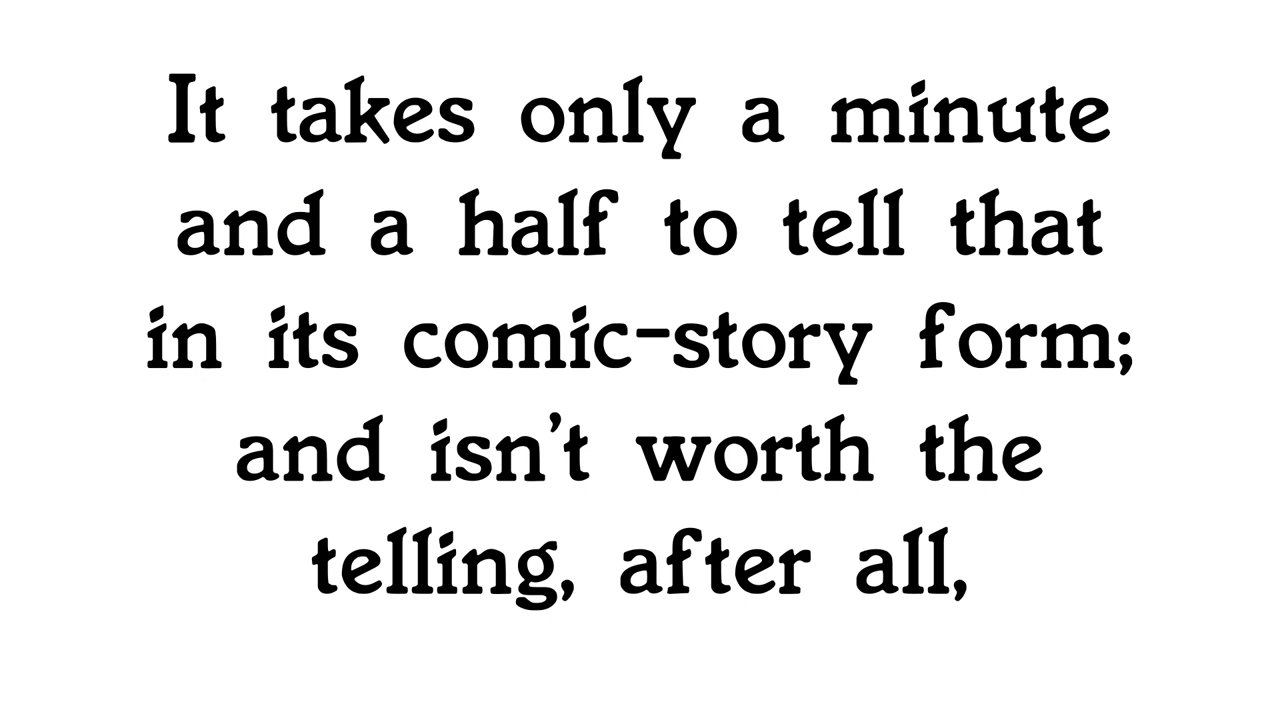 It takes only a minute
and a half to tell that
in its comic-story form;
and isn’t worth the
telling, after all,